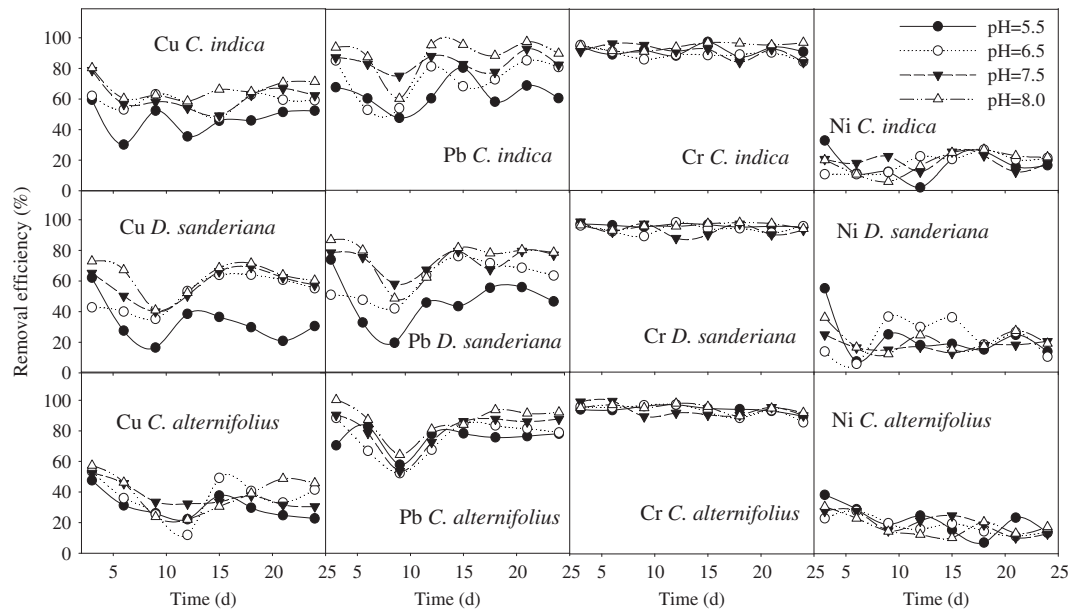 Removal efficiency (%)
100
80
60
40
20
0
Cu C. indica
Pb C. indica
Cr C. indica
Ni C. indica
pH=5.5
pH=6.5
pH=7.5
pH=8.0
100
80
60
40
20
0
Cu D. sanderiana
Pb D. sanderiana
Cr D. sanderiana
Ni D. sanderiana
100
80
60
40
20
0
Cu C. alternifolius
Pb C. alternifolius
Cr C. alternifolius
Ni C. alternifolius
5 10 15 20 25 5 10 15 20 25 5 10 15 20 25 5 10 15 20 25
Time (d) Time (d) Time (d) Time (d)